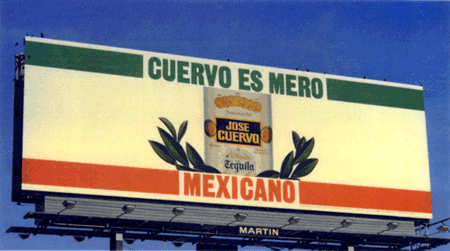 CUERVO ES MERO
JOSE
CUERVO
Tequila
MEXICANO
MARTIN